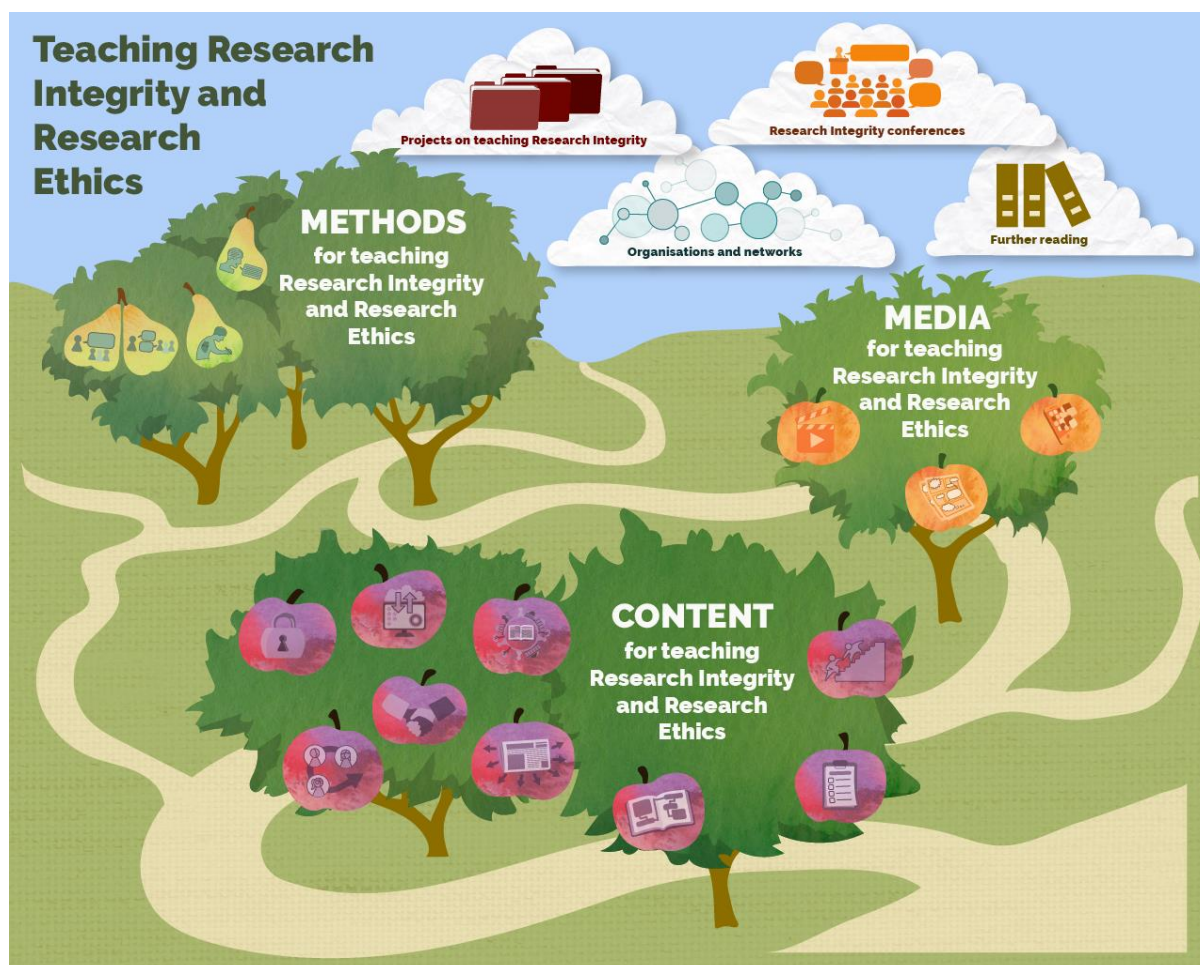 Teaching Research
Integrity and
Research
Ethics
Projects on teaching Research Integrity
Research Integrity conferences
Organisations and networks
Further reading
METHODS
for teaching
Research Integrity
and Research
Ethics
MEDIA
for teaching
Research Integrity
and Research
Ethics
CONTENT
for teaching
Research Integrity
and Research
Ethics